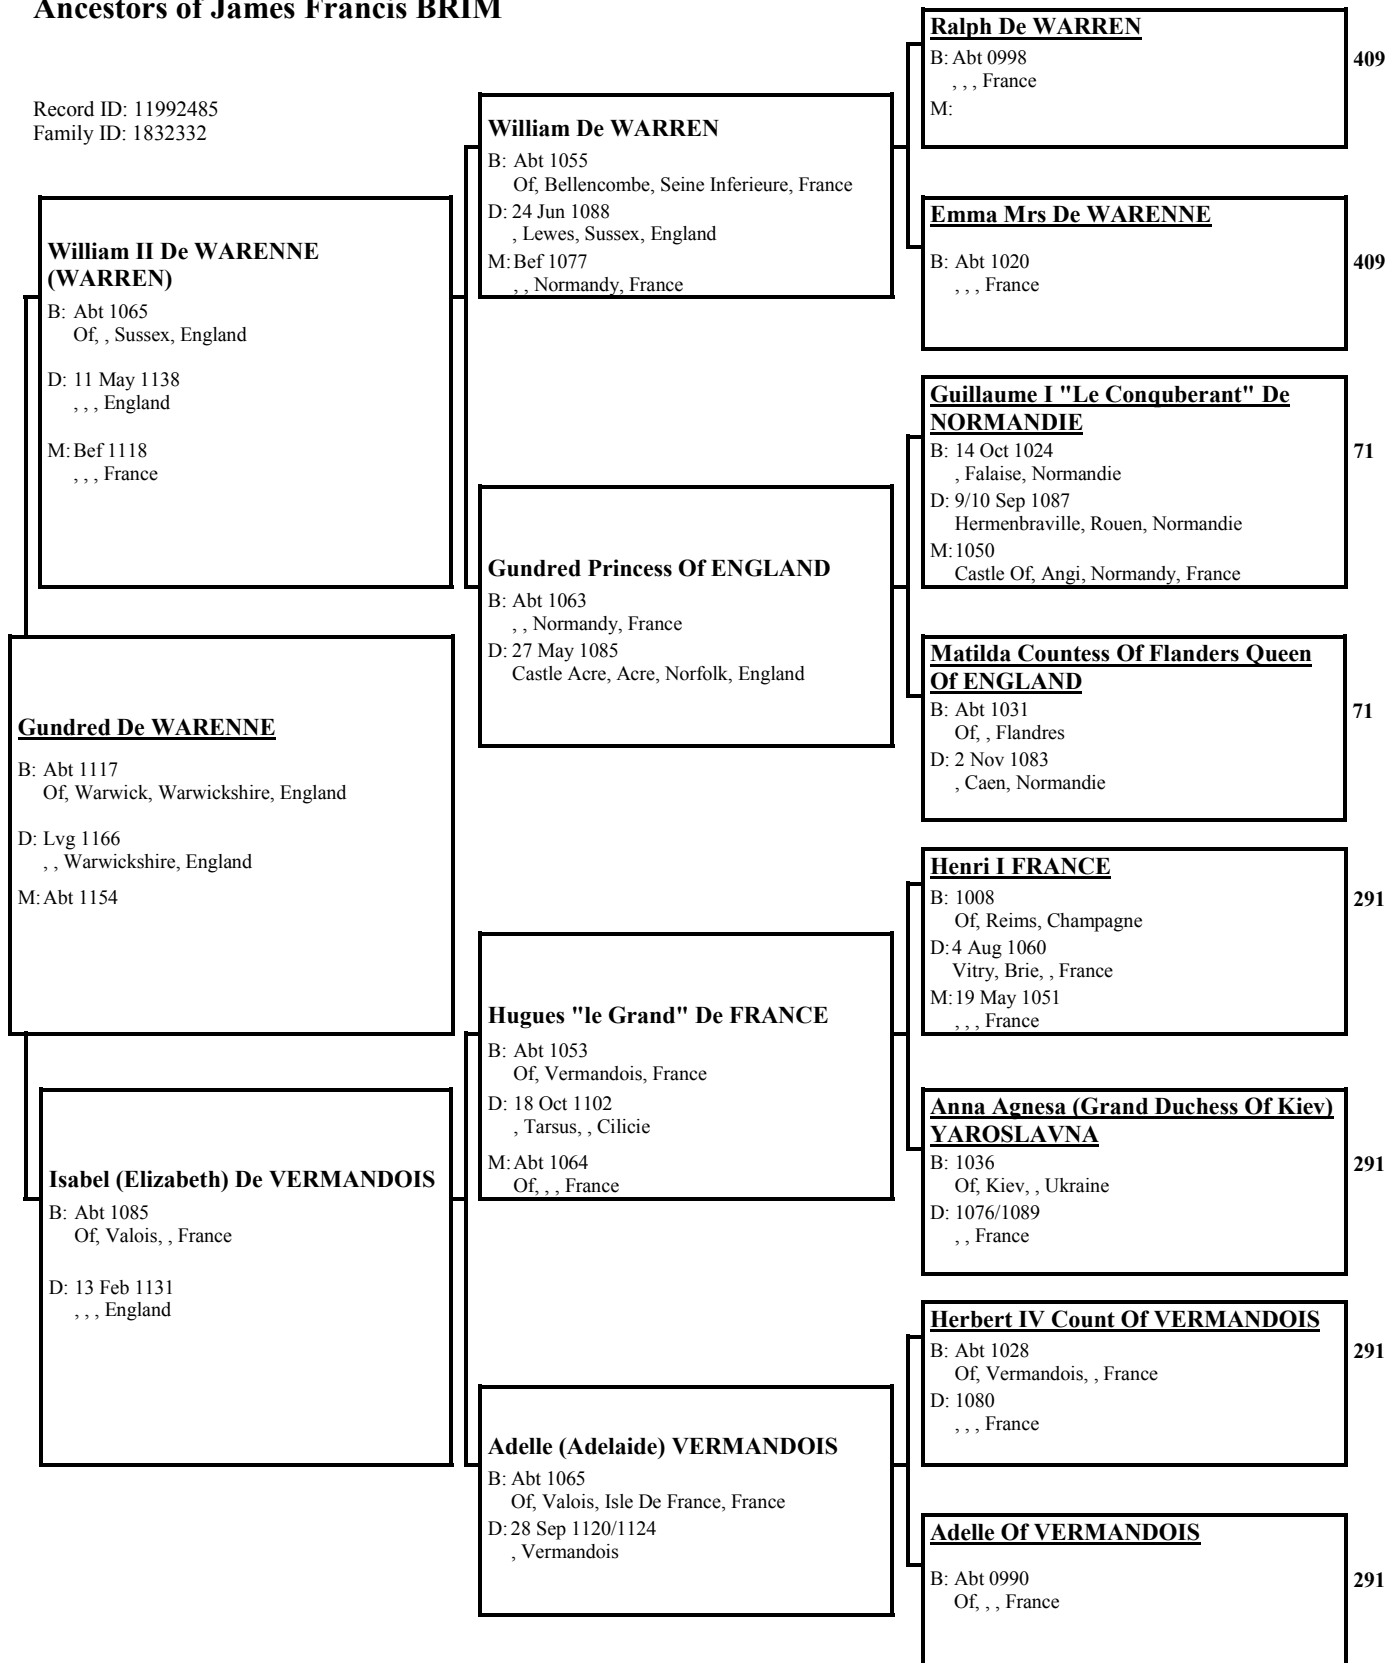 Ancestors of James Francis BRIM
Record ID: 11992485
Family ID: 1832332
William II De WARENNE
(WARREN)
B: Abt 1065
Of, , Sussex, England
D: 11 May 1138
, , , England
M: Bef 1118
, , , France
Gundred De WARENNE
B: Abt 1117
Of, Warwick, Warwickshire, England
D: Lvg 1166
, , Warwickshire, England
M: Abt 1154
Isabel (Elizabeth) De VERMANDOIS
B: Abt 1085
Of, Valois, , France
D: 13 Feb 1131
, , , England
William De WARREN
B: Abt 1055
Of, Bellencombe, Seine Inferieure, France
D: 24 Jun 1088
, Lewes, Sussex, England
M: Bef 1077
, , Normandy, France
Gundred Princess Of ENGLAND
B: Abt 1063
, , Normandy, France
D: 27 May 1085
Castle Acre, Acre, Norfolk, England
Hugues "le Grand" De FRANCE
B: Abt 1053
Of, Vermandois, France
D: 18 Oct 1102
, Tarsus, , Cilicie
M: Abt 1064
Of, , , France
Adelle (Adelaide) VERMANDOIS
B: Abt 1065
Of, Valois, Isle De France, France
D: 28 Sep 1120/1124
, Vermandois
Ralph De WARREN
B: Abt 0998
, , , France
M:
409
Emma Mrs De WARENNE
B: Abt 1020
, , , France
409
Guillaume I "Le Conquberant" De
NORMANDIE
B: 14 Oct 1024
, Falaise, Normandie
D: 9/10 Sep 1087
Hermenbraville, Rouen, Normandie
M: 1050
Castle Of, Angi, Normandy, France
71
Matilda Countess Of Flanders Queen
Of ENGLAND
B: Abt 1031
Of, , Flandres
D: 2 Nov 1083
, Caen, Normandie
71
Henri I FRANCE
B: 1008
Of, Reims, Champagne
D: 4 Aug 1060
Vitry, Brie, , France
M: 19 May 1051
, , , France
291
Anna Agnesa (Grand Duchess Of Kiev)
YAROSLAVNA
B: 1036
Of, Kiev, , Ukraine
D: 1076/1089
, , France
291
Herbert IV Count Of VERMANDOIS
B: Abt 1028
Of, Vermandois, , France
D: 1080
, , , France
291
Adelle Of VERMANDOIS
B: Abt 0990
Of, , , France
291